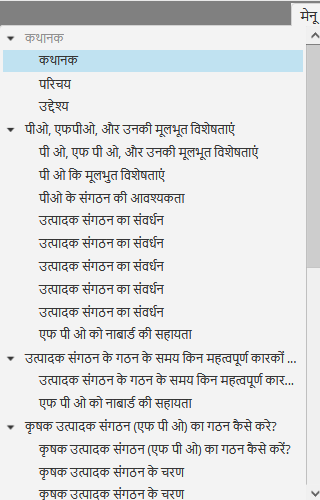 मेनू
कथानक
कथानक
परिचय
उद्देश्य
पीओ, एफपीओ, और उनकी मूलभूत विशेषताएं
पी ओ, एफ पी ओ, और उनकी मूलभूत विशेषताएं
पी ओ कि मूलभुत विशेषताएं
पीओ के संगठन की आवश्यकता
उत्पादक संगठन का संवर्धन
उत्पादक संगठन का संवर्धन
उत्पादक संगठन का संवर्धन
उत्पादक संगठन का संवर्धन
उत्पादक संगठन का संवर्धन
एफ पी ओ को नाबार्ड की सहायता
उत्पादक संगठन के गठन के समय किन महत्वपूर्ण कारकों ...
उत्पादक संगठन के गठन के समय किन महत्वपूर्ण कार...
एफ पी ओ को नाबार्ड की सहायता
कृषक उत्पादक संगठन (एफ पी ओ) का गठन कैसे करे?
कृषक उत्पादक संगठन (एफ पी ओ) का गठन कैसे करें?
कृषक उत्पादक संगठन के चरण
कृषक उत्पादक संगठन के चरण